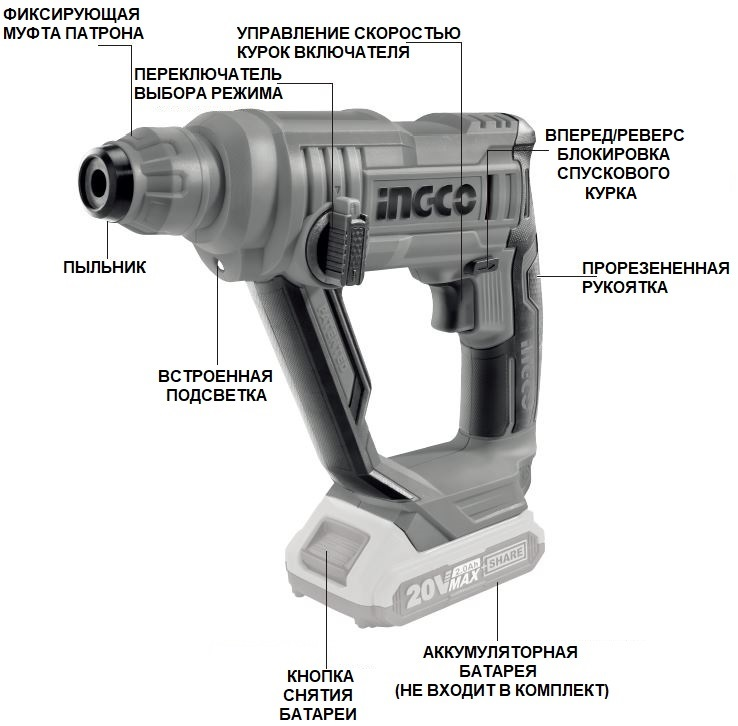 ФИКСИРУЮЩАЯ
МУФТА ПАТРОНА
УПРАВЛЕНИЕ СКОРОСТЬЮ
КУРОК ВКЛЮЧАТЕЛЯ
ПЕРЕКЛЮЧАТЕЛЬ
ВЫБОРА РЕЖИМА
ВПЕРЕД/РЕВЕРС
БЛОКИРОВКА
СПУСКОВОГО
КУРКА
INGCO
ПЫЛЬНИК
ПРОРЕЗЕНЕННАЯ
РУКОЯТКА
PATENTED
INGCO
ВСТРОЕННАЯ
ПОДСВЕТКА
20V MAX 2.0Ah SHARE
АККУМУЛЯТОРНАЯ
БАТАРЕЯ
(НЕ ВХОДИТ В КОМПЛЕКТ)
КНОПКА
СНЯТИЯ
БАТАРЕИ